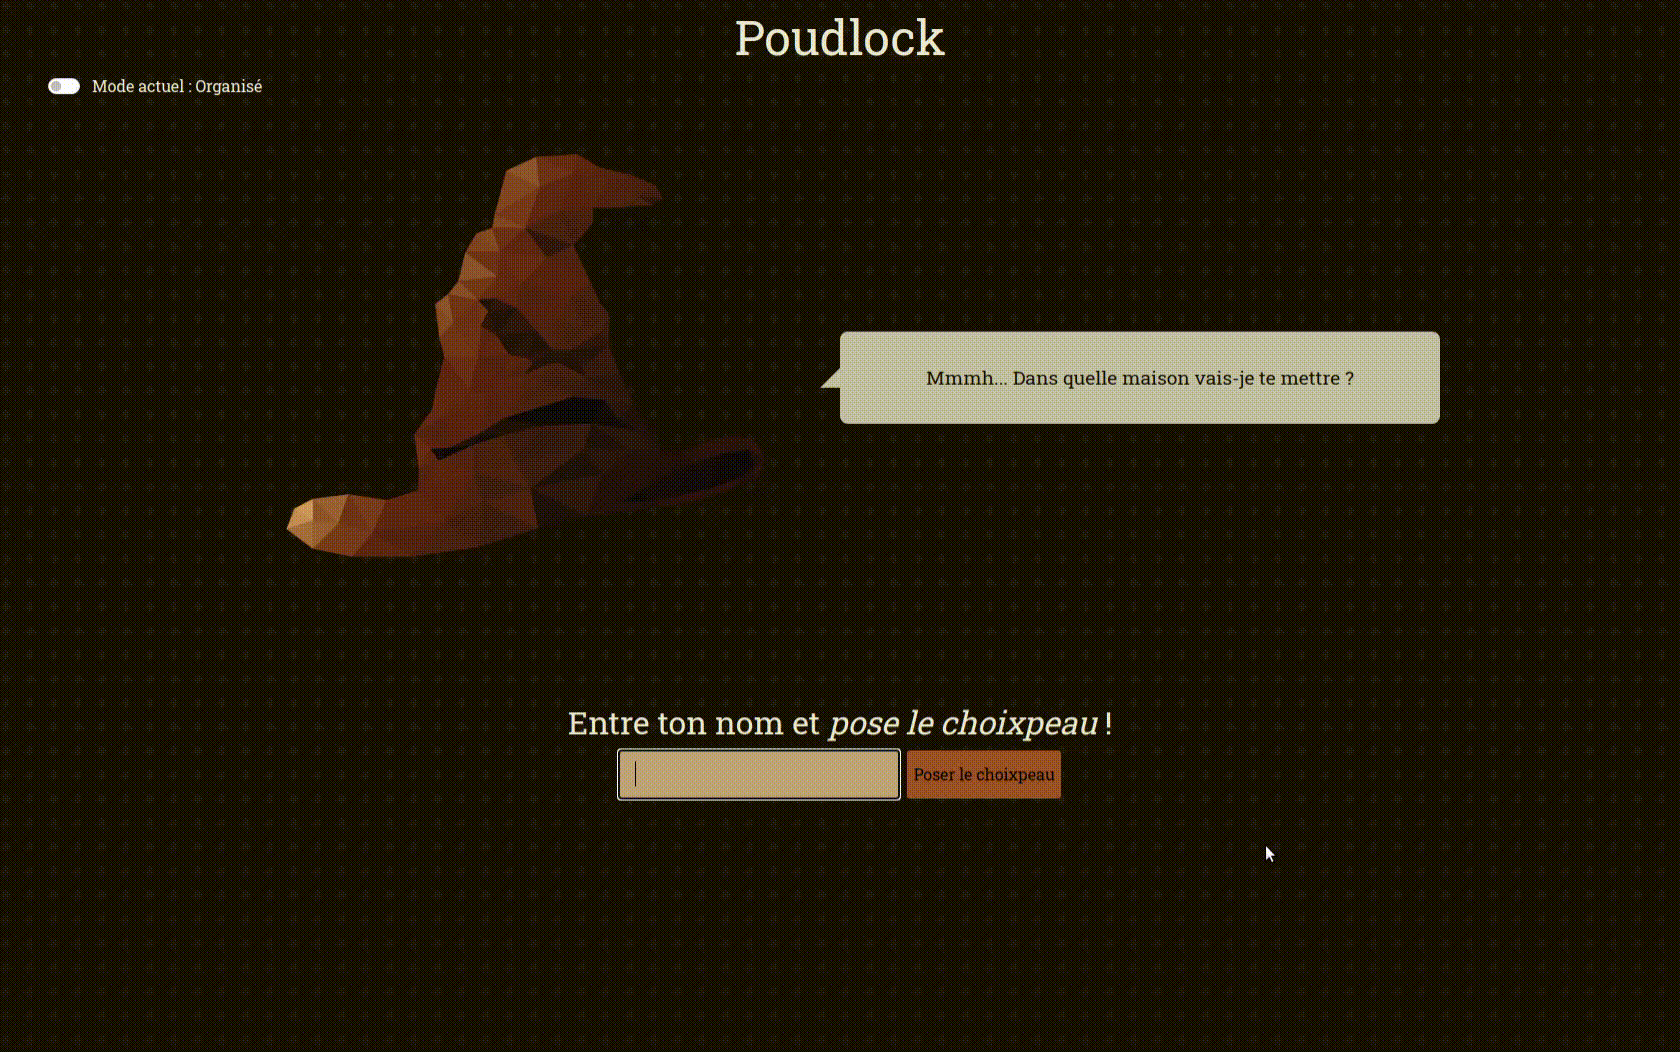 Poudlock
Mode actuel : Organisé
Mmmh... Dans quelle maison vais-je te mettre ?
Entre ton nom et pose le choixpeau !
Poser le choixpeau